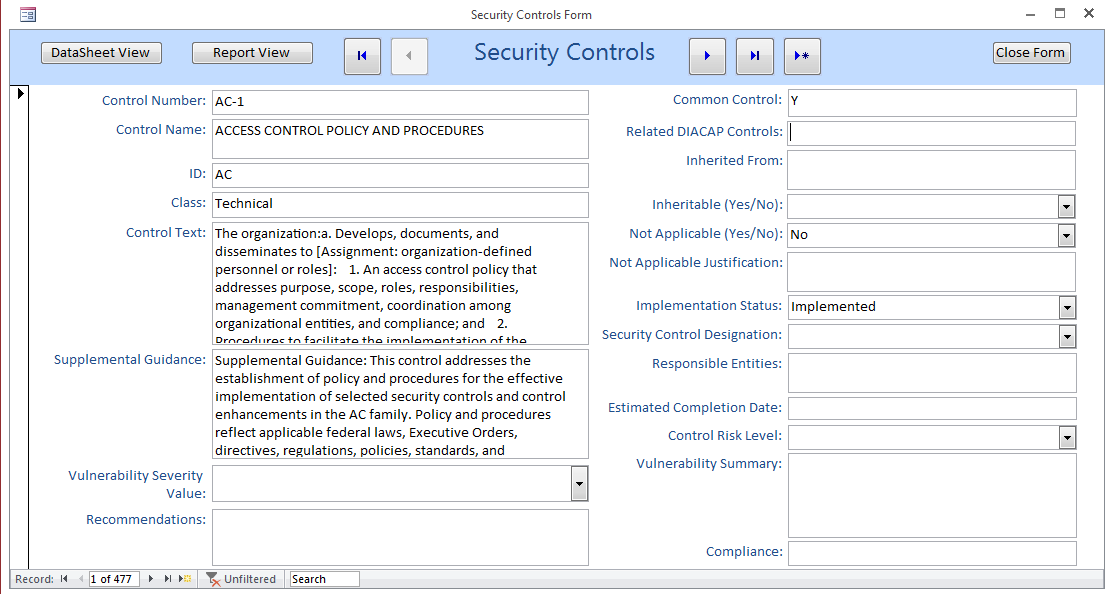 Security Controls Form
DataSheet View
Report View
Security Controls
Close Form
Control Number:
AC-1
Control Name:
ACCESS CONTROL POLICY AND PROCEDURES
ID:
AC
Class:
Technical
Control Text:
The organization:a. Develops, documents, and
disseminates to [Assignment: organization-defined
personnel or roles]:   1. An access control policy that
addresses purpose, scope, roles, responsibilities,
management commitment, coordination among
organizational entities, and compliance; and   2.
Procedures to facilitate the implementation of the
Supplemental Guidance:
Supplemental Guidance: This control addresses the
establishment of policy and procedures for the effective
implementation of selected security controls and control
enhancements in the AC family. Policy and procedures
reflect applicable federal laws, Executive Orders,
directives, regulations, policies, standards, and
Vulnerability Severity
Value:
Recommendations:
Common Control:
Y
Related DIACAP Controls:
Inherited From:
Inheritable (Yes/No):
Not Applicable (Yes/No):
No
Not Applicable Justification:
Implementation Status:
Implemented
Security Control Designation:
Responsible Entities:
Estimated Completion Date:
Control Risk Level:
Vulnerability Summary:
Compliance:
Record:
1 of 477
Unfiltered
Search